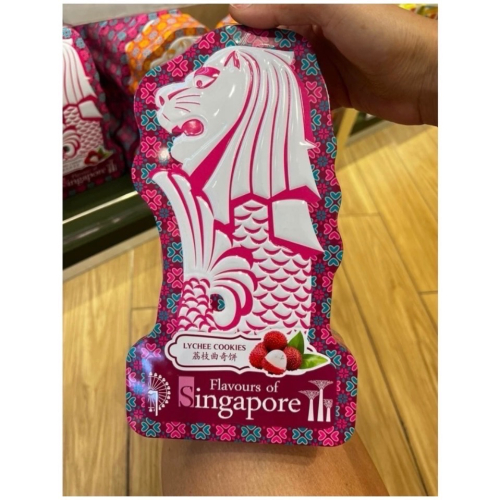 LYCHEE COOKIES
荔枝曲奇饼
Flavours of
Singapore